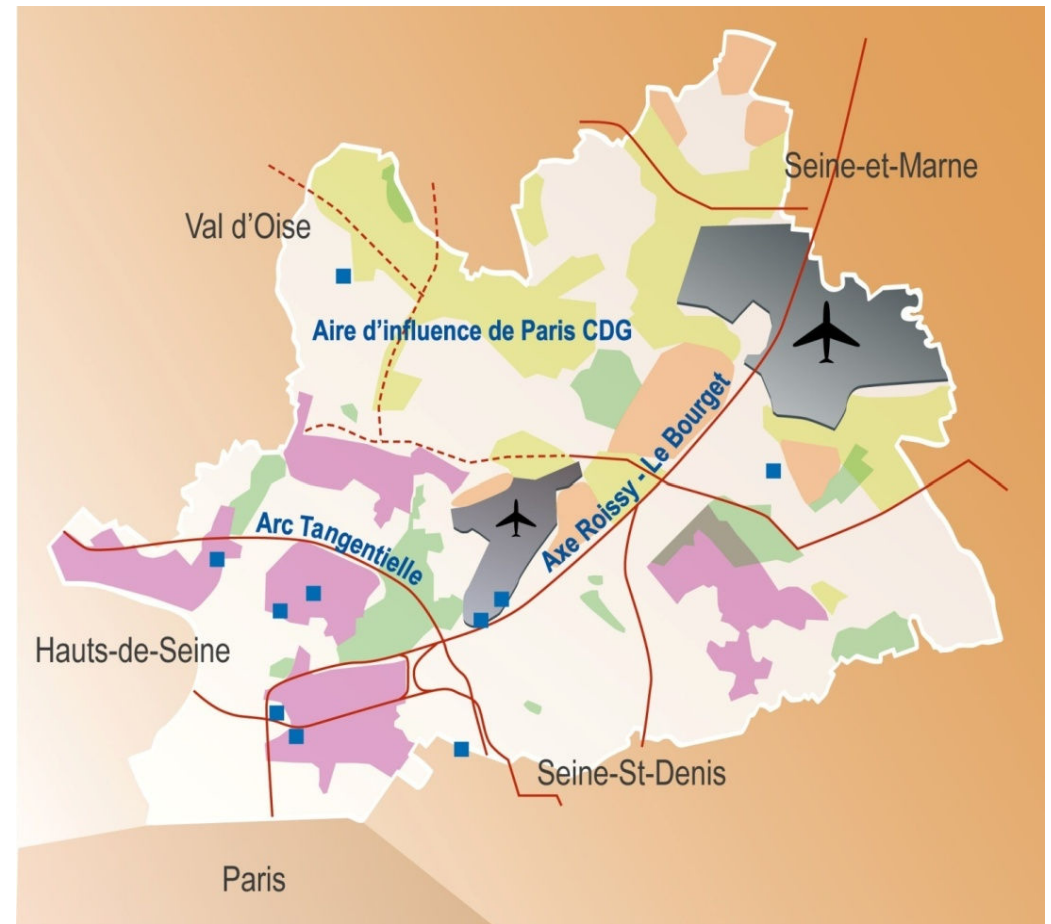 Seine-et-Marne
Val d'Oise
Aire d'influence de Paris CDG
Axe Roissy - Le Bourget
Arc Tangentielle
Hauts-de-Seine
Seine-St-Denis
Paris